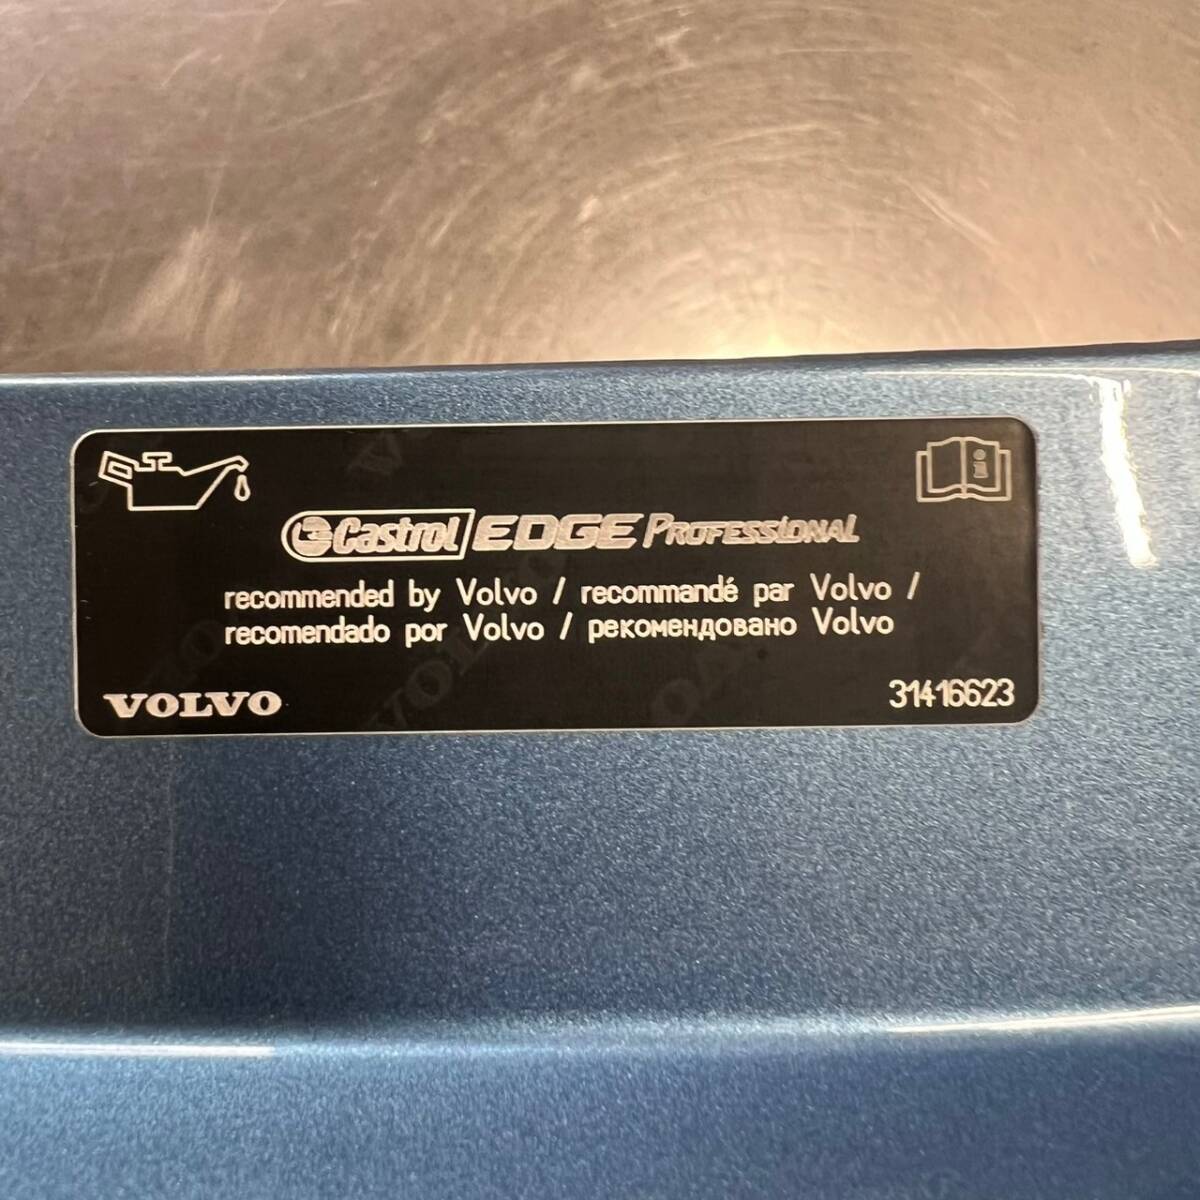 Castrol EDGE PROFESSIONAL
recommended by Volvo / recommandé par Volvo /
recomendado por Volvo / рекомендовано Volvo
VOLVO 31416623